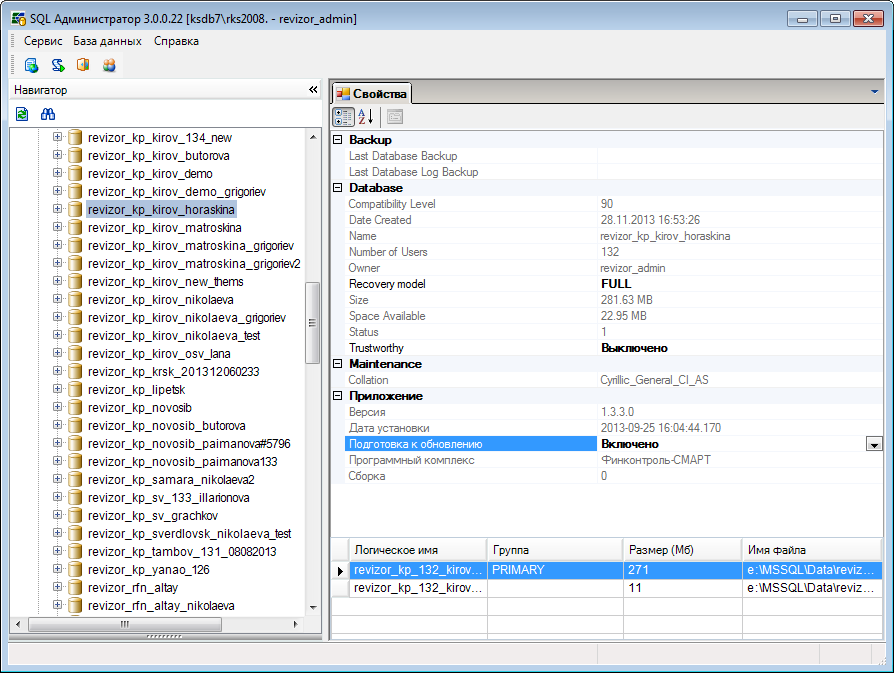 SQL Администратор 3.0.0.22 [ksdb7\rks2008. - revizor_admin]
Сервис База данных Справка
Навигатор
revizor_kp_kirov_134_new
revizor_kp_kirov_butorova
revizor_kp_kirov_demo
revizor_kp_kirov_demo_grigoriev
revizor_kp_kirov_horaskina
revizor_kp_kirov_matroskina
revizor_kp_kirov_matroskina_grigoriev
revizor_kp_kirov_matroskina_grigoriev2
revizor_kp_kirov_new_thems
revizor_kp_kirov_nikolaeva
revizor_kp_kirov_nikolaeva_grigoriev
revizor_kp_kirov_nikolaeva_test
revizor_kp_kirov_osv_lana
revizor_kp_krsk_201312060233
revizor_kp_lipetsk
revizor_kp_novosib
revizor_kp_novosib_butorova
revizor_kp_novosib_paimanova#5796
revizor_kp_novosib_paimanova133
revizor_kp_samara_nikolaeva2
revizor_kp_sv_133_illarionova
revizor_kp_sv_grachkov
revizor_kp_sverdlovsk_nikolaeva_test
revizor_kp_tambov_131_08082013
revizor_kp_yanao_126
revizor_rfn_altay
revizor_rfn_altay_nikolaeva
Свойства
Backup
Last Database Backup
Last Database Log Backup
Database
Compatibility Level 90
Date Created 28.11.2013 16:53:26
Name revizor_kp_kirov_horaskina
Number of Users 132
Owner revizor_admin
Recovery model FULL
Size 281.63 MB
Space Available 22.95 MB
Status 1
Trustworthy Выключено
Maintenance
Collation Cyrillic_General_CI_AS
Приложение
Версия 1.3.3.0
Дата установки 2013-09-25 16:04:44.170
Подготовка к обновлению Включено
Программный комплекс Финконтроль-СМАРТ
Сборка 0
Логическое имя Группа Размер (Мб) Имя Файла
revizor_kp_132_kirov... PRIMARY 271 e:\MSSQL\Data\reviz...
revizor_kp_132_kirov... 11 e:\MSSQL\Data\reviz...